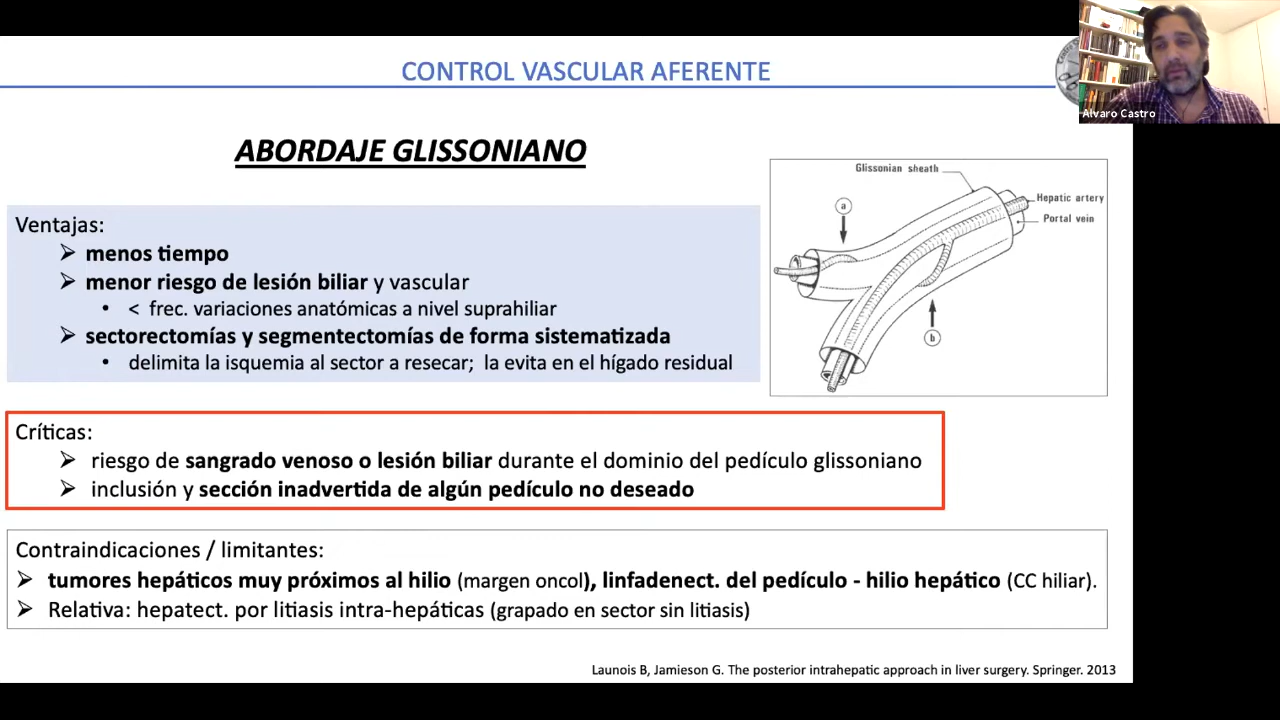 CONTROL VASCULAR AFERENTE
Alvaro Castro
ABORDAJE GLISSONIANO
Ventajas:
➢ menos tiempo
➢ menor riesgo de lesión biliar y vascular
• < frec. variaciones anatómicas a nivel suprahiliar
➢ sectorectomías y segmentectomías de forma sistematizada
• delimita la isquemia al sector a resecar; la evita en el hígado residual
Glissonian sheath
Hepatic artery
Portal vein
a
b
Críticas:
➢ riesgo de sangrado venoso o lesión biliar durante el dominio del pedículo glissoniano
➢ inclusión y sección inadvertida de algún pedículo no deseado
Contraindicaciones / limitantes:
➢ tumores hepáticos muy próximos al hilio (margen oncol), linfadenect. del pedículo - hilio hepático (CC hiliar).
➢ Relativa: hepatect. por litiasis intra-hepáticas (grapado en sector sin litiasis)
Launois B, Jamieson G. The posterior intrahepatic approach in liver surgery. Springer. 2013